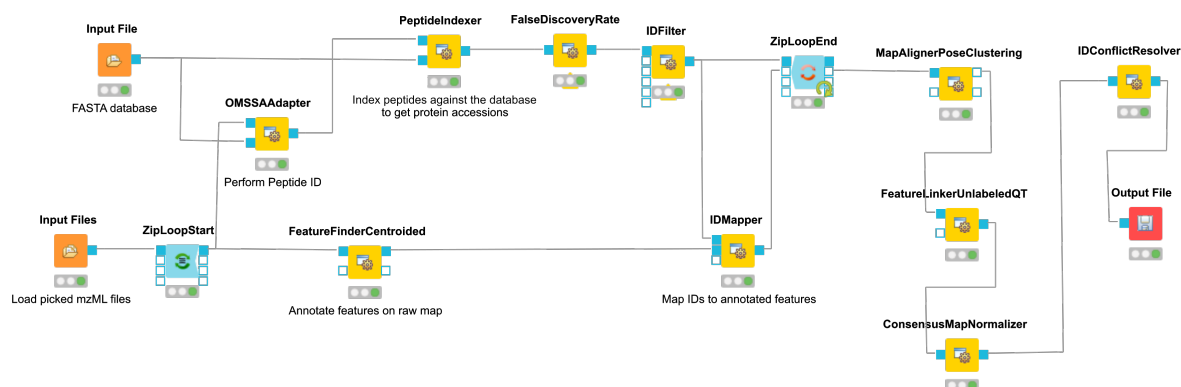 Input File
FASTA database
OMSSAAdapter
Perform Peptide ID
PeptideIndexer
Index peptides against the database
to get protein accessions
FalseDiscoveryRate
IDFilter
ZipLoopEnd
MapAlignerPoseClustering
IDConflictResolver
Input Files
Load picked mzML files
ZipLoopStart
FeatureFinderCentroided
Annotate features on raw map
IDMapper
Map IDs to annotated features
FeatureLinkerUnlabeledQT
Output File
ConsensusMapNormalizer